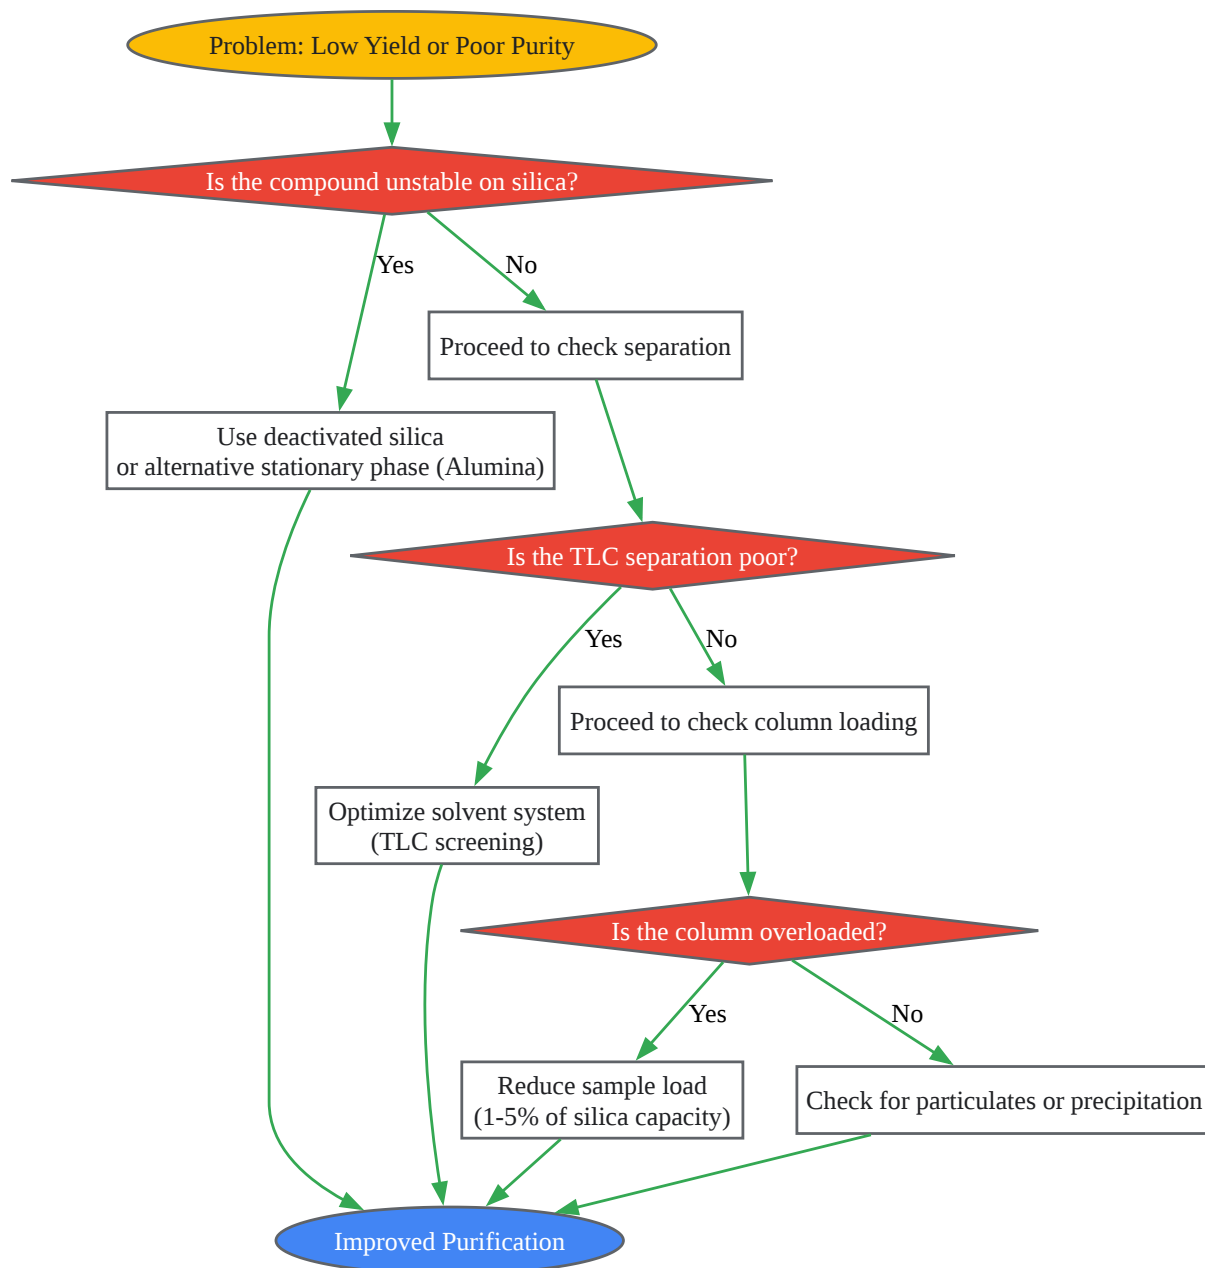 Problem: Low Yield or Poor Purity
Is the compound unstable on silica?
Yes
No
Proceed to check separation
Use deactivated silica
or alternative stationary phase (Alumina)
Is the TLC separation poor?
Yes
No
Proceed to check column loading
Optimize solvent system
(TLC screening)
Is the column overloaded?
Yes
No
Reduce sample load
(1-5% of silica capacity)
Check for particulates or precipitation
Improved Purification